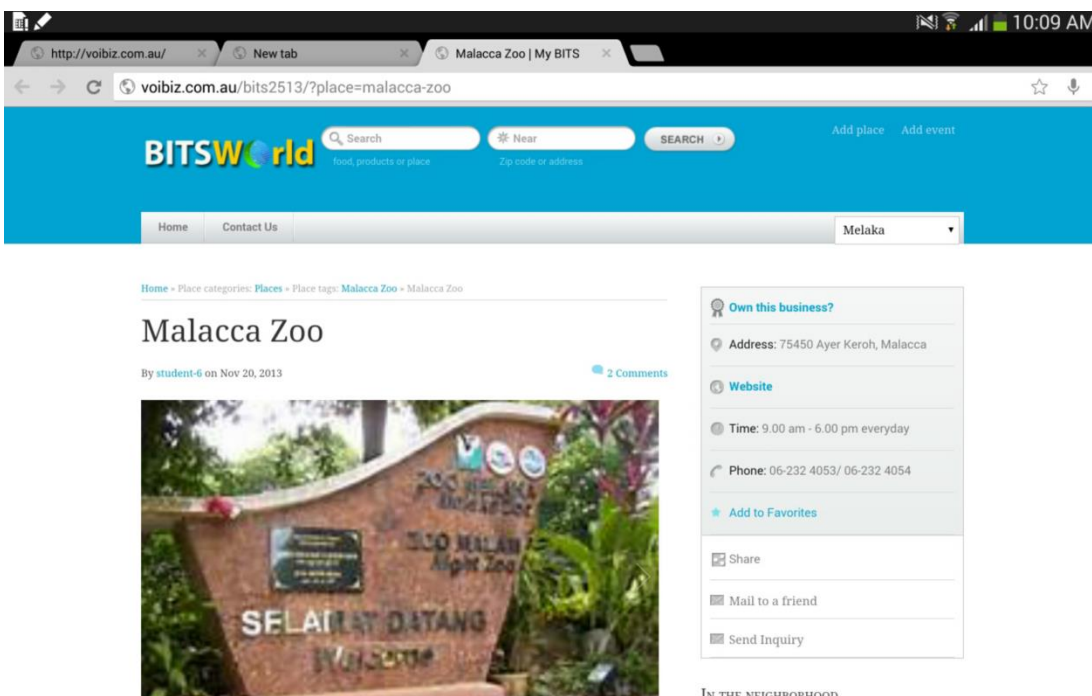 10:09 AM
http://voibiz.com.au/
New tab
Malacca Zoo | My BITS
voibiz.com.au/bits2513/?place=malacca-zoo
BITSWorld
Search
Near
SEARCH
Add place Add event
food, products or place
Zip code or address
Home
Contact Us
Melaka
Home » Place categories: Places » Place tags: Malacca Zoo » Malacca Zoo
Malacca Zoo
By student-6 on Nov 20, 2013
2 Comments
ZOO MELAKA
ZOO MALAM
Night Zoo
SELAMAT DATANG
Welcome
Own this business?
Address: 75450 Ayer Keroh, Malacca
Website
Time: 9.00 am - 6.00 pm everyday
Phone: 06-232 4053/ 06-232 4054
Add to Favorites
Share
Mail to a friend
Send Inquiry
IN THE NEIGHBORHOOD